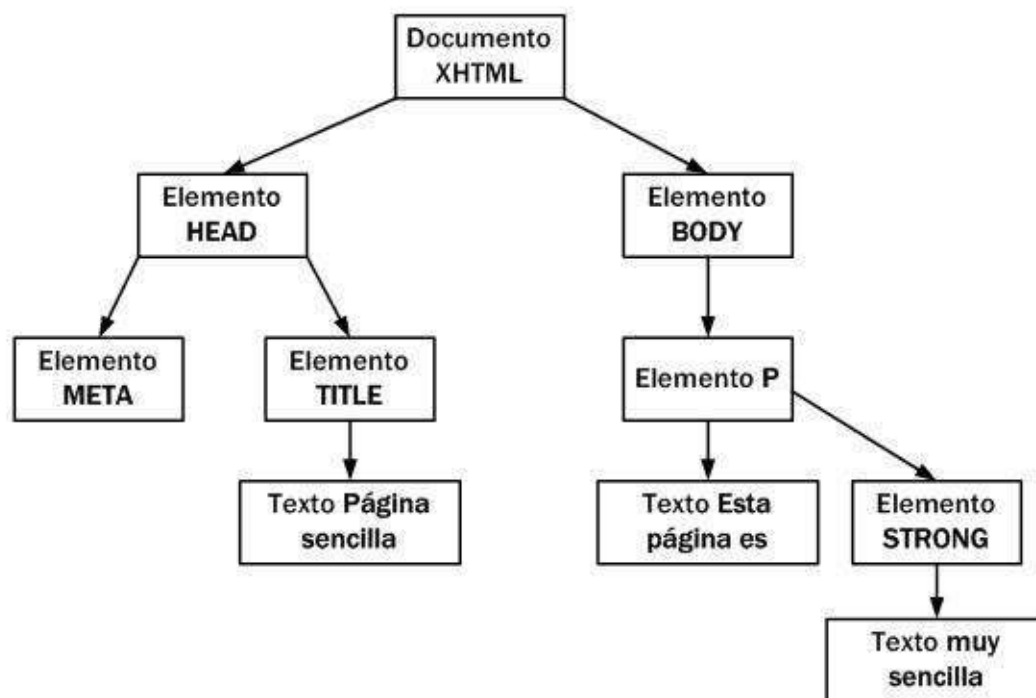 Documento
XHTML
Elemento
HEAD
Elemento
BODY
Elemento
META
Elemento
TITLE
Elemento P
Texto Página
sencilla
Texto Esta
página es
Elemento
STRONG
Texto muy
sencilla